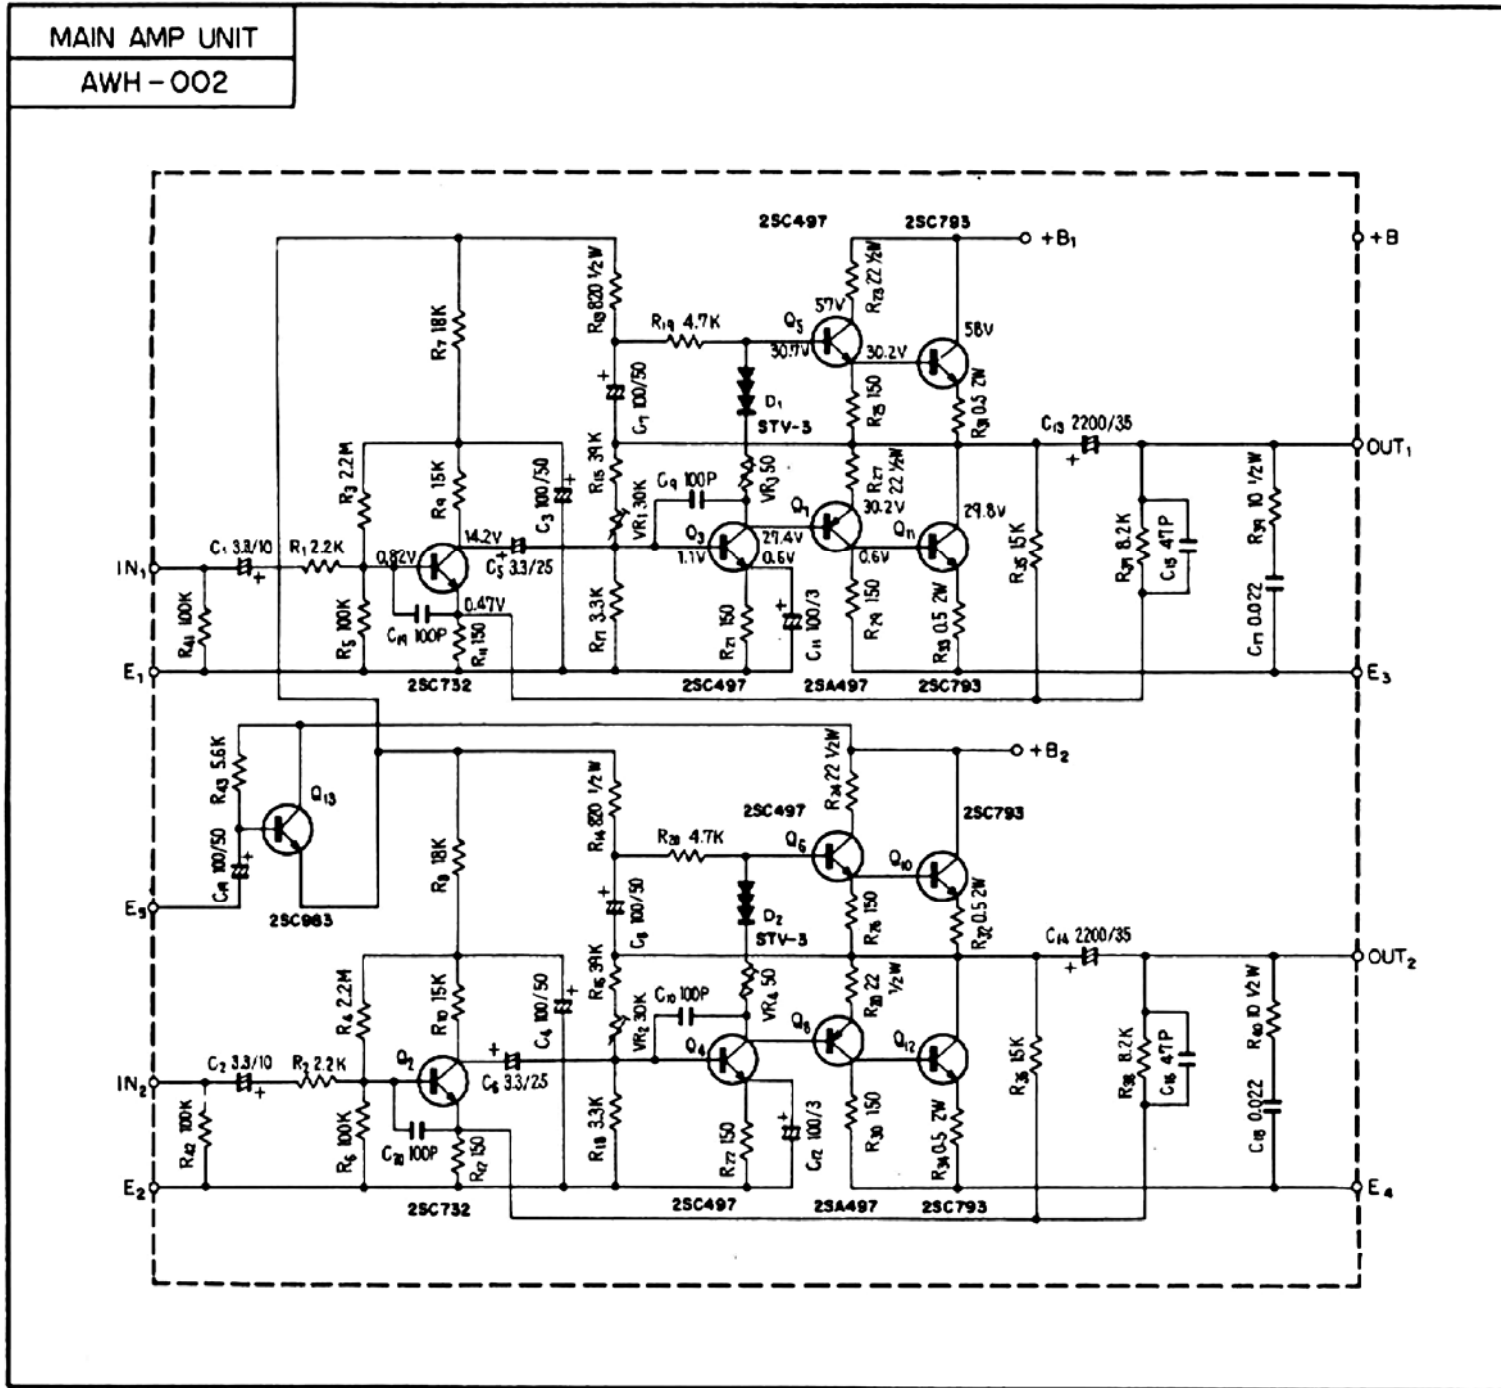 MAIN AMP UNIT
AWH-002
2SC497
2SC793
+B₁
+B
R₇ 18K
R₁₃ 820 1/2W
R₁₉ 4.7K
57V
R₂₃ 22 1/2W
Q₅
30.7V
30.2V
58V
C₇ 100/50
D₁
STV-3
R₂₅ 150
R₃₁ 0.5 2W
C₁₃ 2200/35
OUT₁
R₃ 2.2M
R₉ 15K
C₃ 100/50
R₁₅ 39K
VR₁ 30K
C₉ 100P
VR₃ 50
R₂₇ 22 1/2W
Q₇
30.2V
29.8V
Q₁₁
R₃₅ 15K
8.2K
C₁₅ 47P
R₃₉ 10 1/2W
IN₁
C₁ 3.3/10
R₁ 2.2K
0.82V
14.2V
C₅ 3.3/25
Q₃
1.1V
27.4V
0.6V
0.6V
R₄₁ 100K
R₅ 100K
C₁₉ 100P
0.47V
R₁₁ 150
R₁₇ 3.3K
R₂₁ 150
C₁₁ 100/3
R₂₉ 150
R₃₃ 0.5 2W
C₁₇ 0.022
E₁
E₃
2SC732
2SC497
2SA497
2SC793
R₄₃ 5.6K
Q₁₃
100/50
E₅
2SC983
+B₂
R₈ 18K
R₁₄ 820 1/2W
R₂₀ 4.7K
2SC497
R₂₄ 22 1/2W
2SC793
Q₆
Q₁₀
C₈ 100/50
D₂
STV-3
R₂₆ 150
R₃₂ 0.5 2W
C₁₄ 2200/35
OUT₂
R₄ 2.2M
R₁₀ 15K
C₄ 100/50
39K
VR₂ 30K
C₁₀ 100P
VR₄ 50
22 1/2W
Q₈
Q₁₂
R₃₆ 15K
R₃₈ 8.2K
C₁₆ 47P
R₄₀ 10 1/2W
IN₂
C₂ 3.3/10
R₂ 2.2K
Q₂
C₆ 3.3/25
Q₄
R₄₂ 100K
R₆ 100K
C₂₀ 100P
R₁₂ 150
R₁₈ 3.3K
R₂₂ 150
C₁₂ 100/3
R₃₀ 150
R₃₄ 0.5 2W
C₁₈ 0.022
E₂
E₄
2SC732
2SC497
2SA497
2SC793